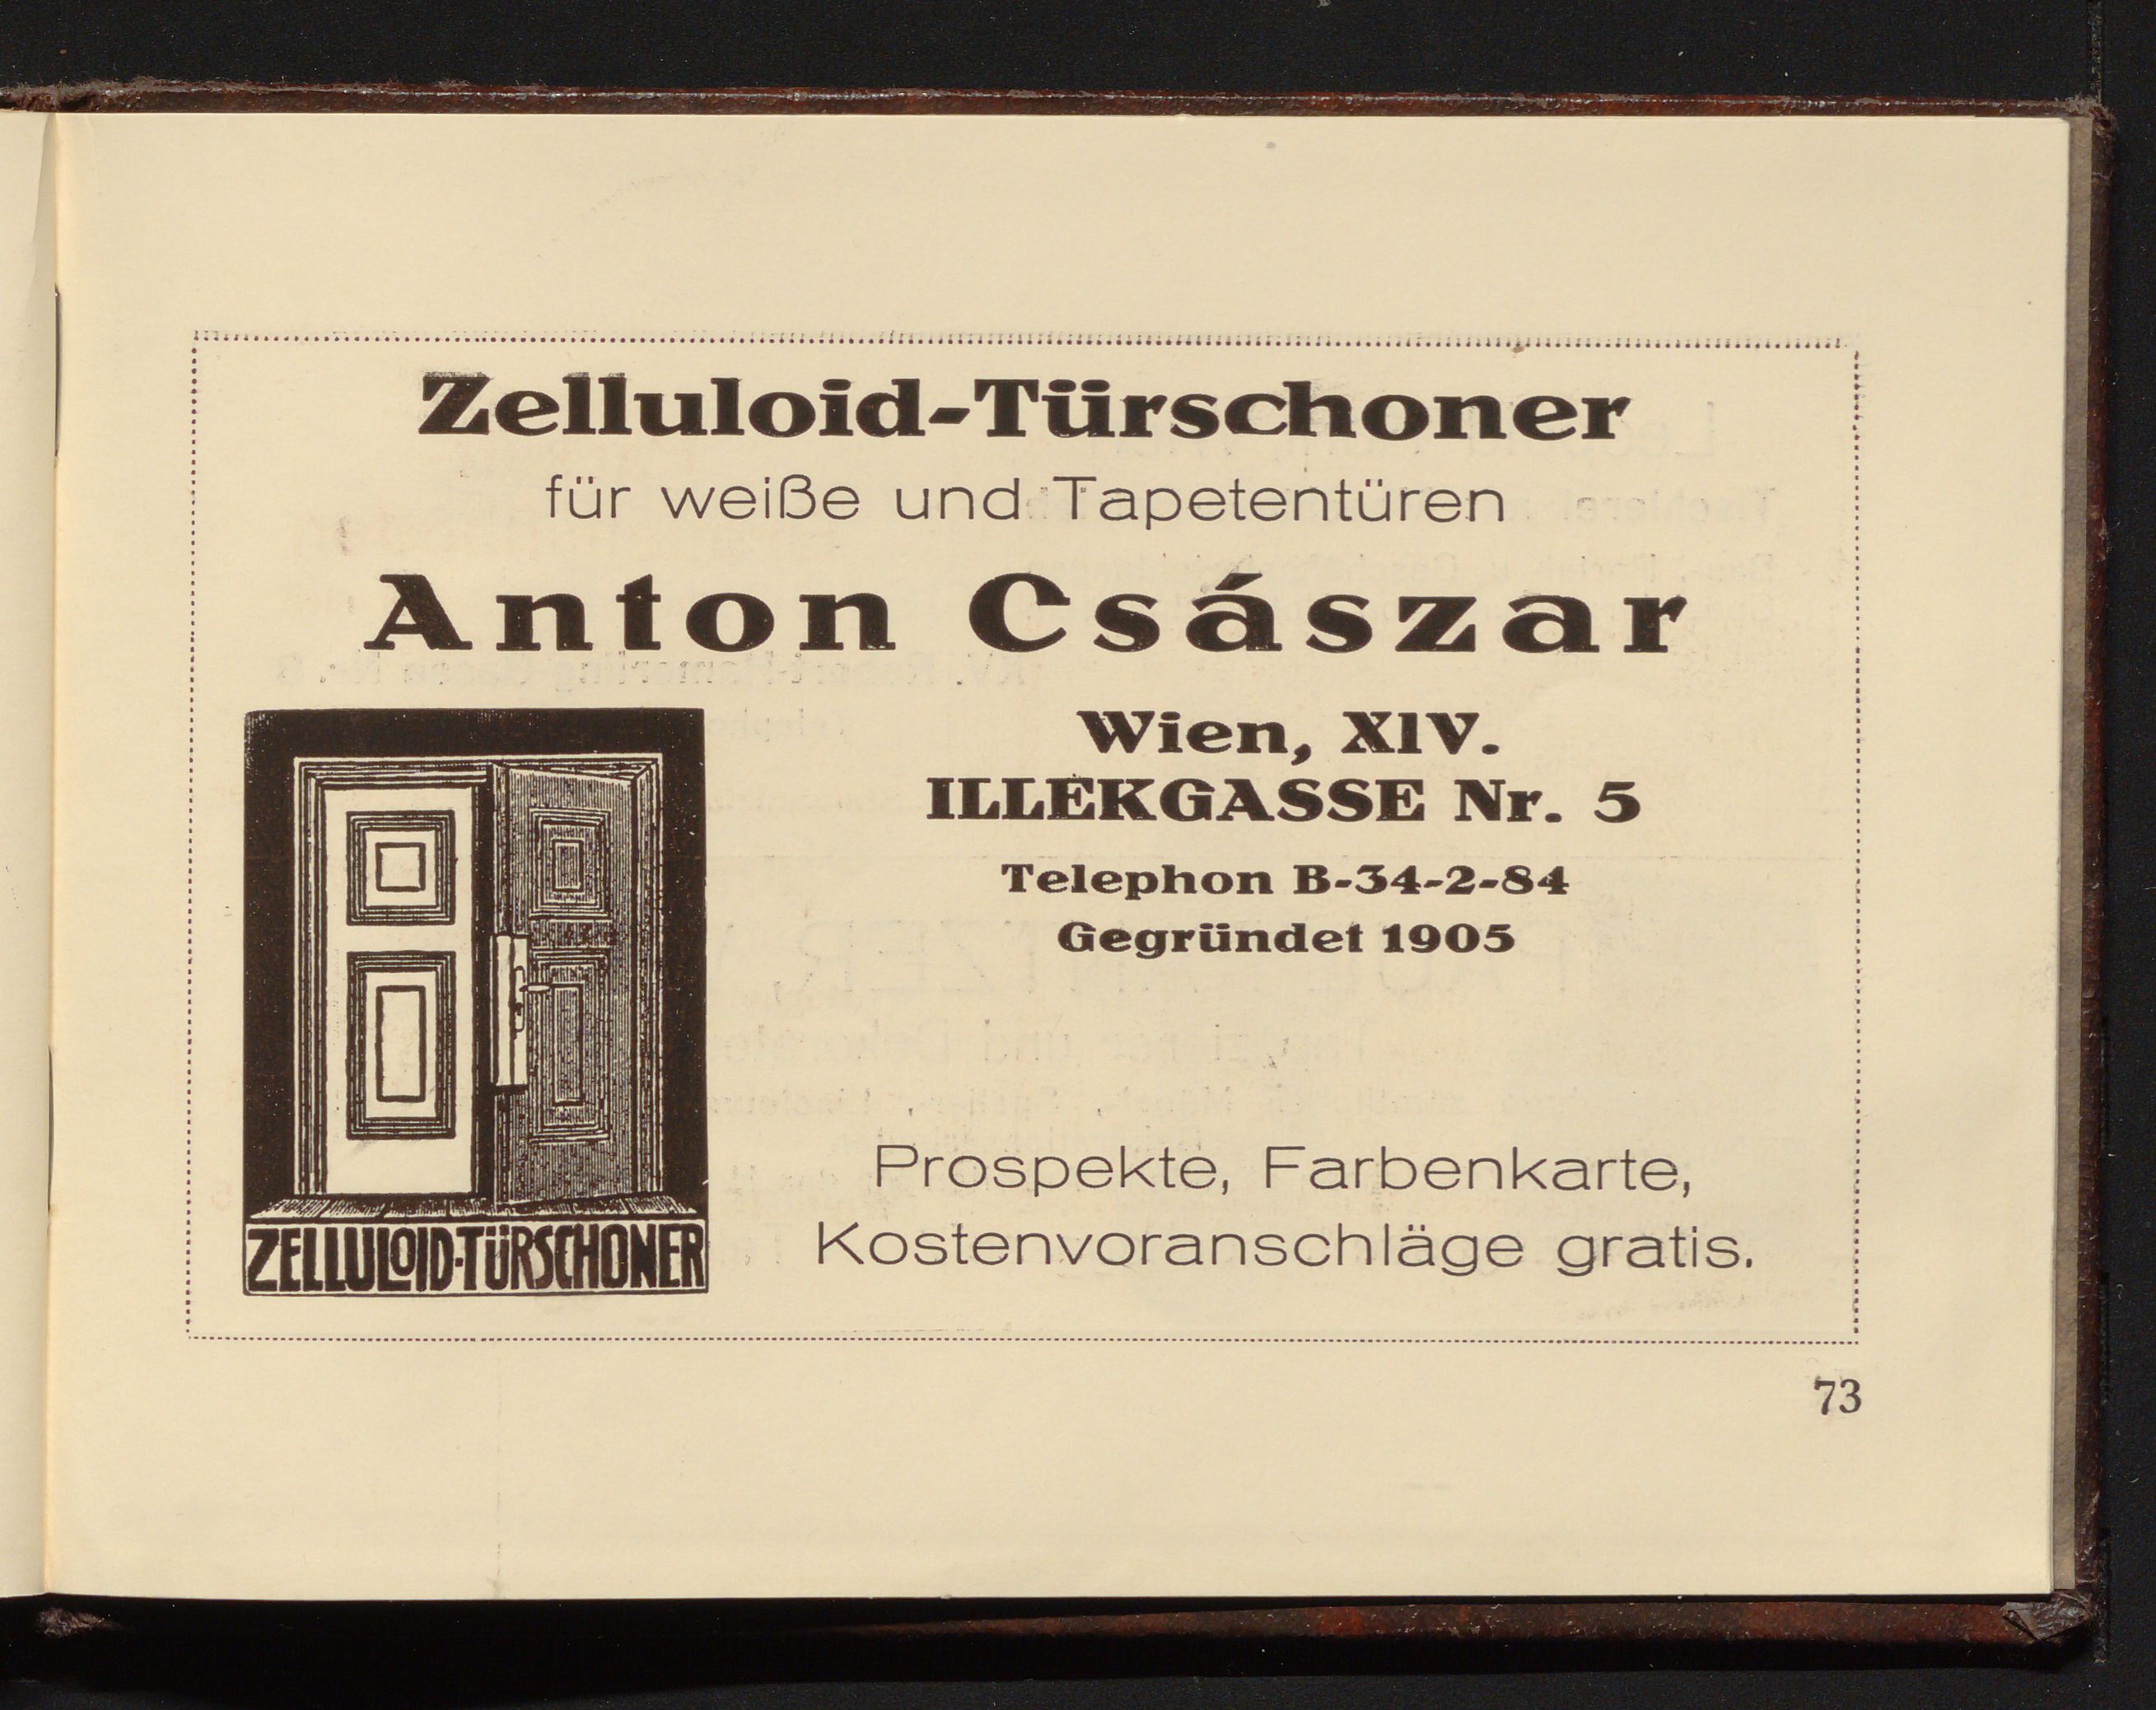 Zelluloid-Türschoner
für weiße und Tapetentüren
Anton Császar
Wien, XIV.
ILLEKGASSE Nr. 5
Telephon B-34-2-84
Gegründet 1905
ZELLULOID-TÜRSCHONER
Prospekte, Farbenkarte,
Kostenvoranschläge gratis.
73